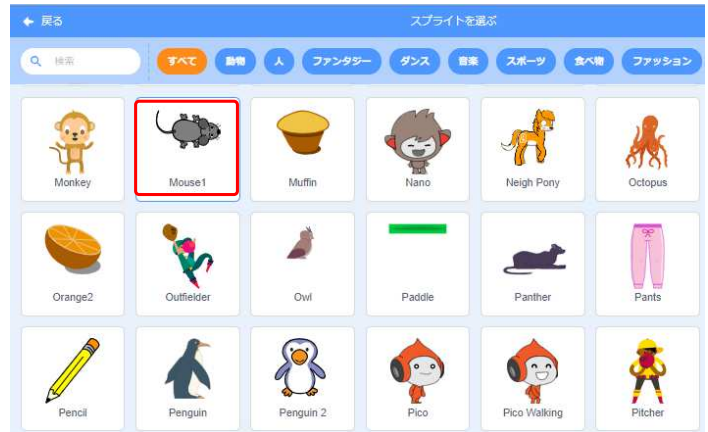 戻る
スプライトを選ぶ
検索
すべて 動物 人 ファンタジー ダンス 音楽 スポーツ 食べ物 ファッション
Monkey Mouse1 Muffin Nano Neigh Pony Octopus
Orange2 Outfielder Owl Paddle Panther Pants
Pencil Penguin Penguin 2 Pico Pico Walking Pitcher